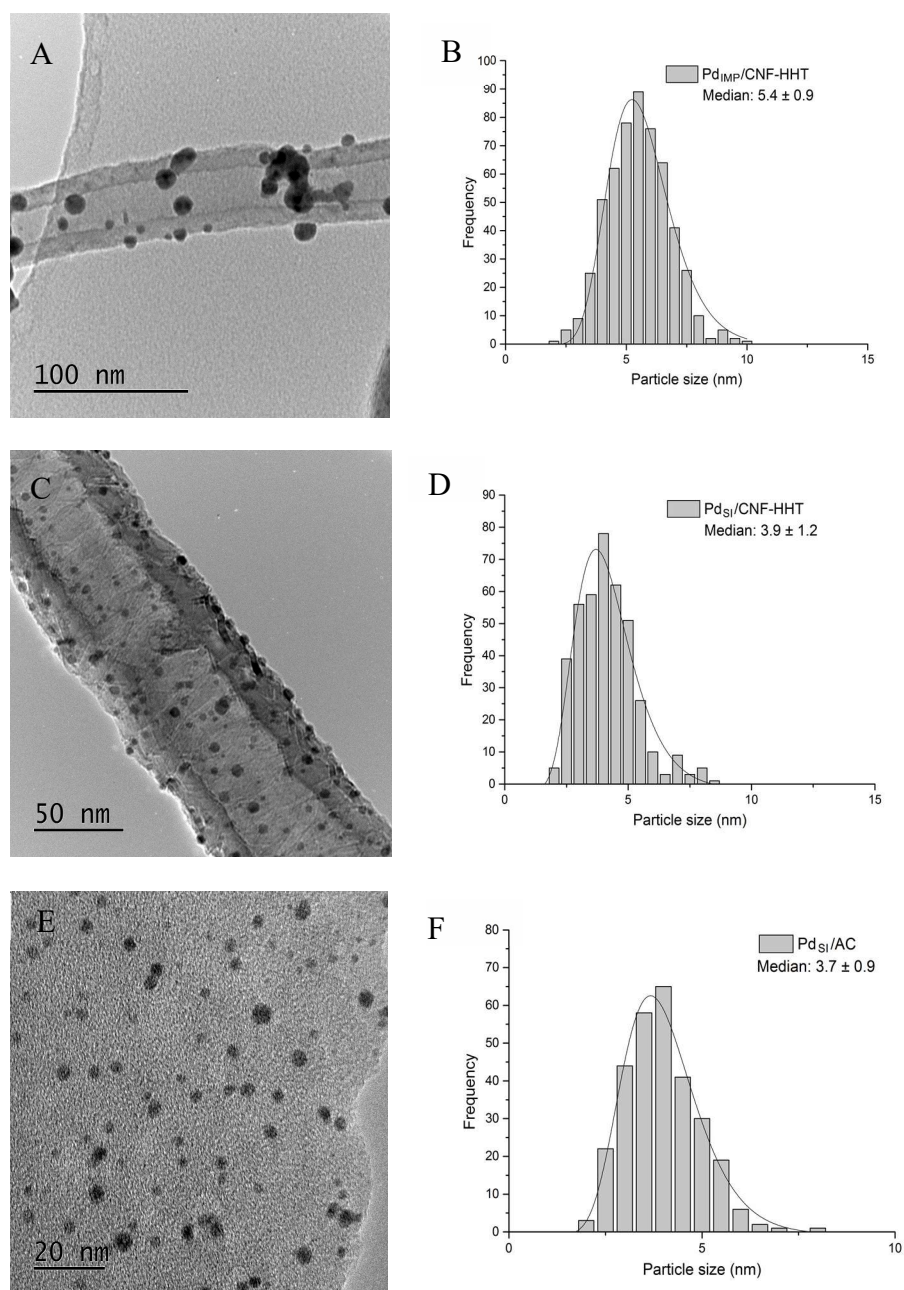 A
100 nm
B
Pd_IMP/CNF-HHT
Median: 5.4 ± 0.9
100
90
80
70
60
50
40
30
20
10
0
Frequency
0 5 10 15
Particle size (nm)
C
50 nm
D
Pd_SI/CNF-HHT
Median: 3.9 ± 1.2
90
80
70
60
50
40
30
20
10
0
Frequency
0 5 10 15
Particle size (nm)
E
20 nm
F
Pd_SI/AC
Median: 3.7 ± 0.9
80
70
60
50
40
30
20
10
0
Frequency
0 5 10
Particle size (nm)